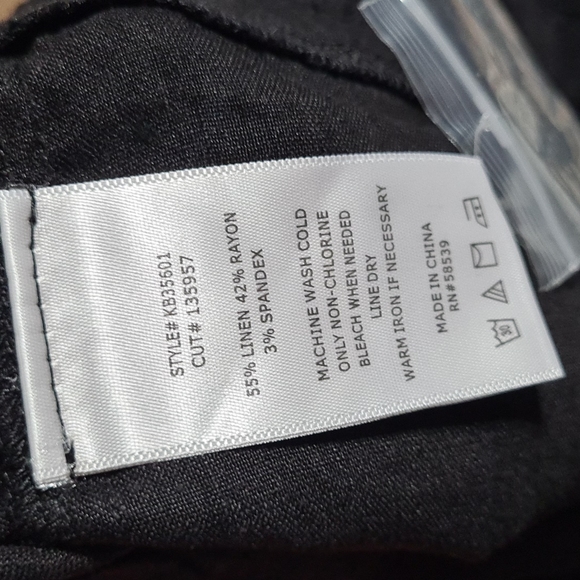 STYLE# KB35601
CUT# 135957
55% LINEN 42% RAYON
3% SPANDEX
MACHINE WASH COLD
ONLY NON-CHLORINE
BLEACH WHEN NEEDED
LINE DRY
WARM IRON IF NECESSARY
MADE IN CHINA
RN#58539
30